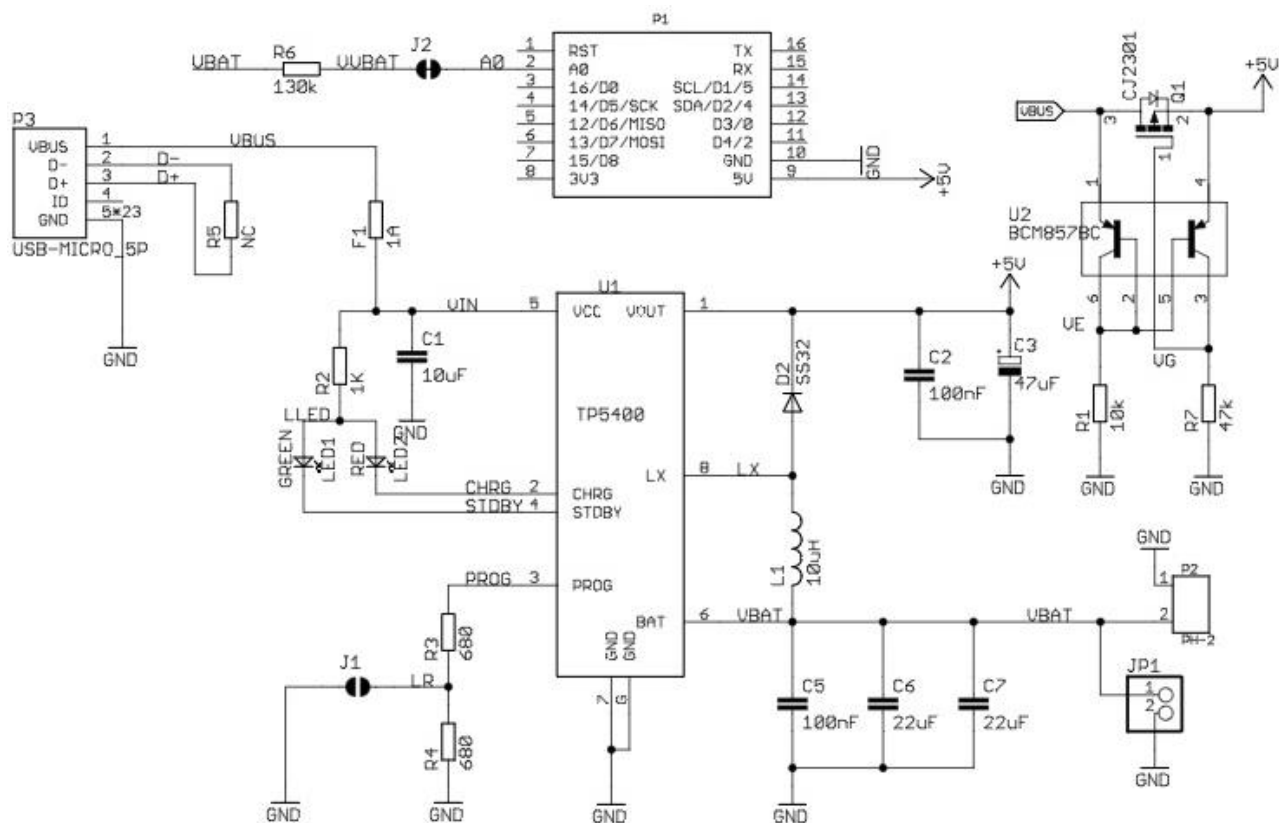 P1
1 RST TX 16
2 A0 RX 15
3 16/D0 SCL/D1/5 14
4 14/D5/SCK SDA/D2/4 13
5 12/D6/MISO D3/0 12
6 13/D7/MOSI D4/2 11
7 15/D8 GND 10
8 3V3 5V 9
GND
+5V
VBAT
R6
130k
VVBAT
J2
A0
P3
VBUS 1
D- 2
D+ 3
ID 4
GND 5*23
USB-MICRO_5P
VBUS
D-
D+
R5
NC
GND
F1
1A
VIN
R2
1K
C1
10uF
GND
LLED
GREEN
LED1
RED
LED2
U1
TP5400
5 VCC
VOUT 1
LX 8
CHRG 2 CHRG
STDBY 4 STDBY
PROG 3 PROG
BAT 6
GND
GND
7
G
GND
R3
680
J1
LR
R4
680
GND
GND
D2
SS32
LX
L1
10uH
VBAT
C2
100nF
+5V
+
C3
47uF
GND
C5
100nF
C6
22uF
C7
22uF
GND
VBAT
GND
P2
1
2
PH-2
JP1
1
2
GND
VBUS
CJ2301
Q1
3
2
1
+5V
U2
BCM857BC
1
4
6
2
5
3
VE
VG
R1
10k
R7
47k
GND
GND